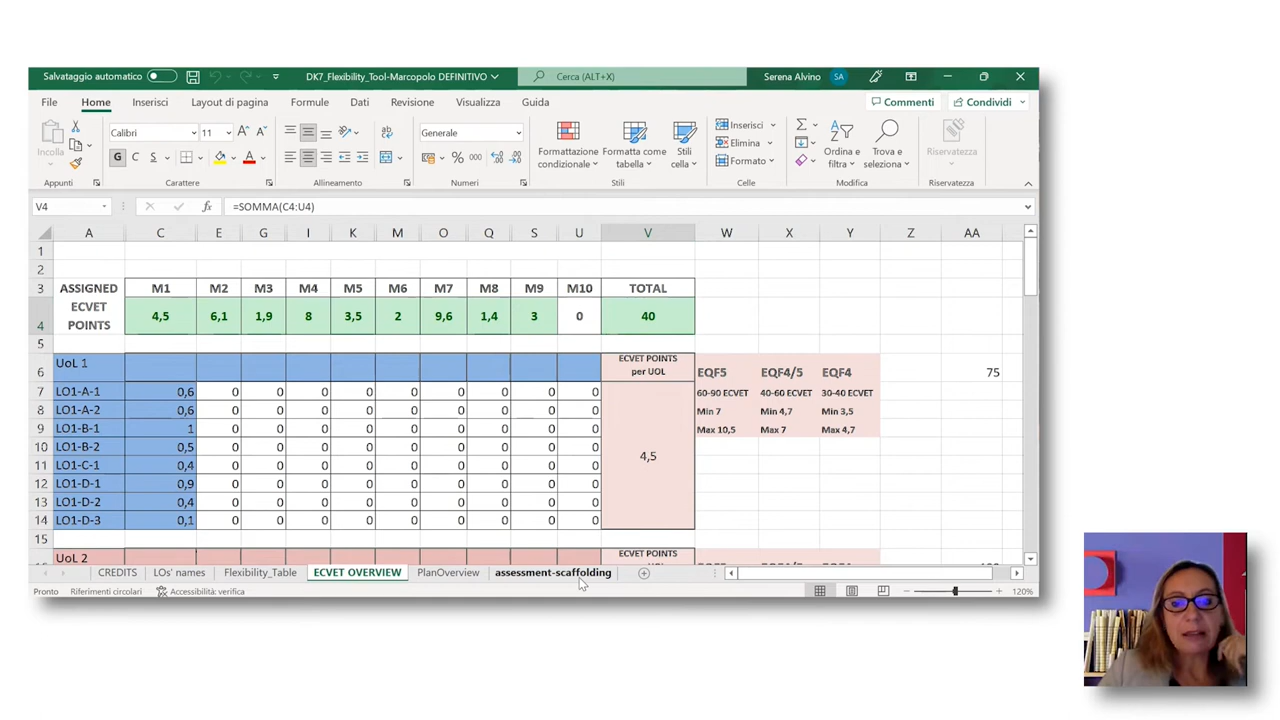 Salvataggio automatico DK7_Flexibility_Tool-Marcopolo DEFINITIVO Cerca (ALT+X) Serena Alvino SA
File Home Inserisci Layout di pagina Formule Dati Revisione Visualizza Guida Commenti Condividi
Incolla Calibri 11 Generale Formattazione condizionale Formatta come tabella Stili cella Inserisci Elimina Formato Ordina e filtra Trova e seleziona Riservatezza
G C S 000
Appunti Carattere Allineamento Numeri Stili Celle Modifica Riservatezza
V4 fx =SOMMA(C4:U4)
A C E G I K M O Q S U V W X Y Z AA
1
2
3 ASSIGNED M1 M2 M3 M4 M5 M6 M7 M8 M9 M10 TOTAL
4 ECVET POINTS 4,5 6,1 1,9 8 3,5 2 9,6 1,4 3 0 40
5
6 UoL 1 ECVET POINTS per UOL EQF5 EQF4/5 EQF4 75
7 LO1-A-1 0,6 0 0 0 0 0 0 0 0 0 60-90 ECVET 40-60 ECVET 30-40 ECVET
8 LO1-A-2 0,6 0 0 0 0 0 0 0 0 0 Min 7 Min 4,7 Min 3,5
9 LO1-B-1 1 0 0 0 0 0 0 0 0 0 Max 10,5 Max 7 Max 4,7
10 LO1-B-2 0,5 0 0 0 0 0 0 0 0 0 4,5
11 LO1-C-1 0,4 0 0 0 0 0 0 0 0 0
12 LO1-D-1 0,9 0 0 0 0 0 0 0 0 0
13 LO1-D-2 0,4 0 0 0 0 0 0 0 0 0
14 LO1-D-3 0,1 0 0 0 0 0 0 0 0 0
15
UoL 2 ECVET POINTS
CREDITS LOs' names Flexibility_Table ECVET OVERVIEW PlanOverview assessment-scaffolding
Pronto Riferimenti circolari Accessibilità: verifica 120%